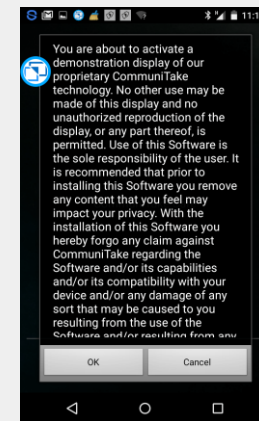 11:1
You are about to activate a
demonstration display of our
proprietary CommuniTake
technology. No other use may be
made of this display and no
unauthorized reproduction of the
display, or any part thereof, is
permitted. Use of this Software is
the sole responsibility of the user. It
is recommended that prior to
installing this Software you remove
any content that you feel may
impact your privacy. With the
installation of this Software you
hereby forgo any claim against
CommuniTake regarding the
Software and/or its capabilities
and/or its compatibility with your
device and/or any damage of any
sort that may be caused to you
resulting from the use of the
Software and/or resulting from any
OK Cancel